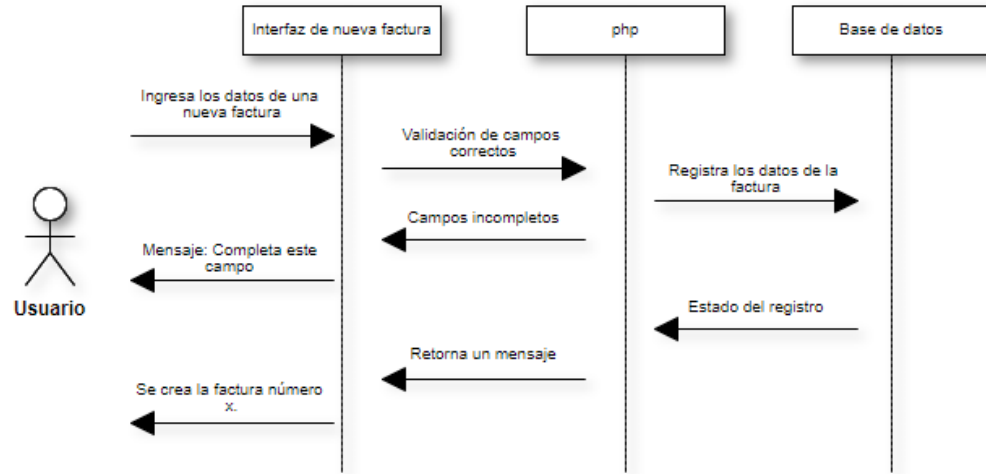 Interfaz de nueva factura
php
Base de datos
Ingresa los datos de una
nueva factura
Validación de campos
correctos
Registra los datos de la
factura
Campos incompletos
Mensaje: Completa este
campo
Usuario
Estado del registro
Retorna un mensaje
Se crea la factura número
x.